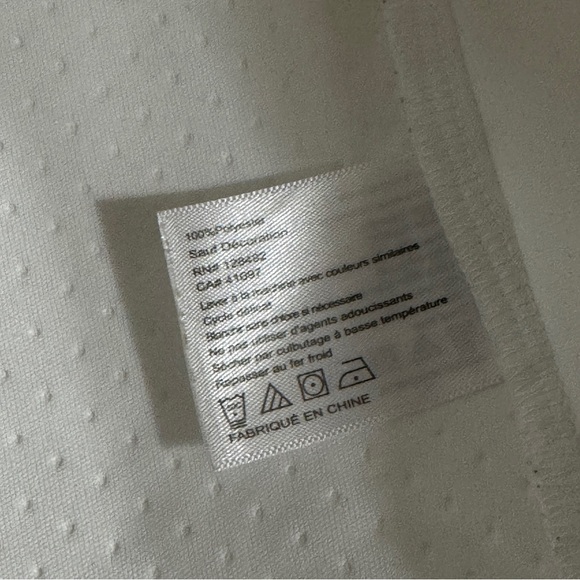 100%Polyester
Sauf Décoration
RN# 128482
CA# 41097
Laver à la machine avec couleurs similaires
Cycle délicat
Blanchir sans chlore si nécessaire
Ne pas utiliser d'agents adoucissants
Sécher par culbutage à basse température
Repasser au fer froid
FABRIQUÉ EN CHINE